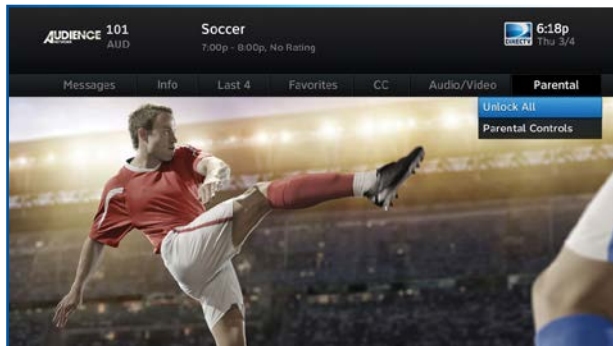 AUDIENCE NETWORK
101
AUD
Soccer
7:00p - 8:00p, No Rating
DIRECTV
6:18p
Thu 3/4
Messages Info Last 4 Favorites CC Audio/Video Parental
Unlock All
Parental Controls